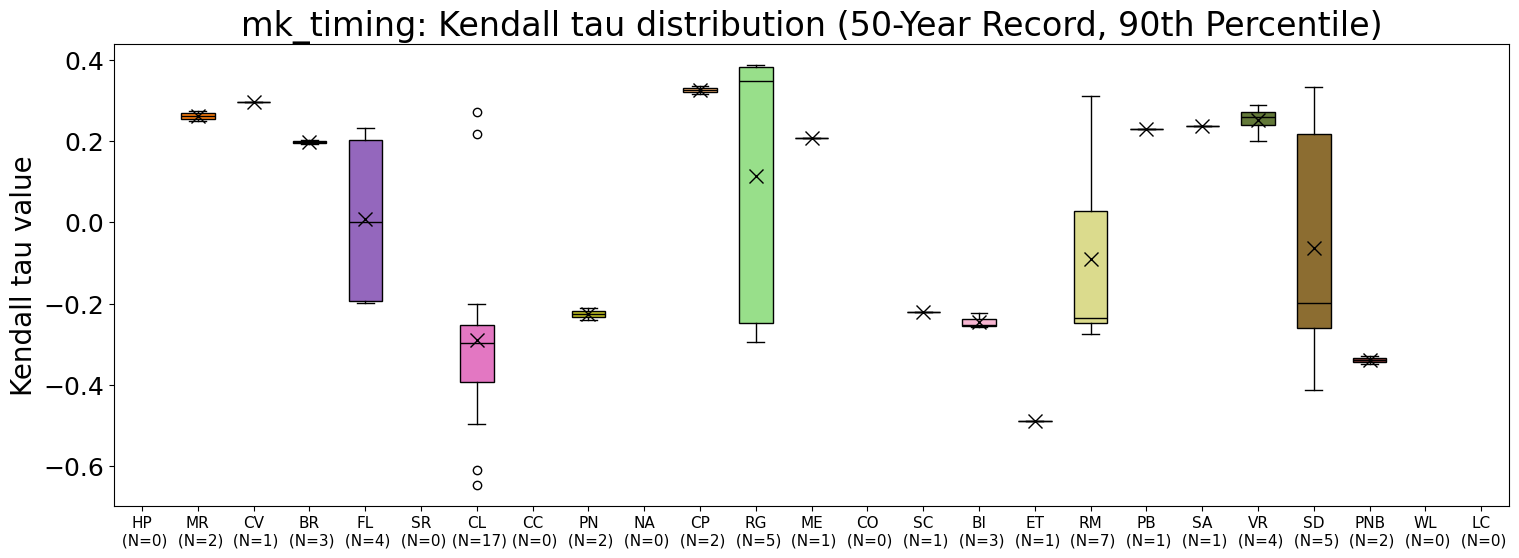 mk_timing: Kendall tau distribution (50-Year Record, 90th Percentile)
Kendall tau value
0.4
0.2
0.0
−0.2
−0.4
−0.6
HP MR CV BR FL SR CL CC PN NA CP RG ME CO SC BI ET RM PB SA VR SD PNB WL LC
(N=0) (N=2) (N=1) (N=3) (N=4) (N=0) (N=17) (N=0) (N=2) (N=0) (N=2) (N=5) (N=1) (N=0) (N=1) (N=3) (N=1) (N=7) (N=1) (N=1) (N=4) (N=5) (N=2) (N=0) (N=0)